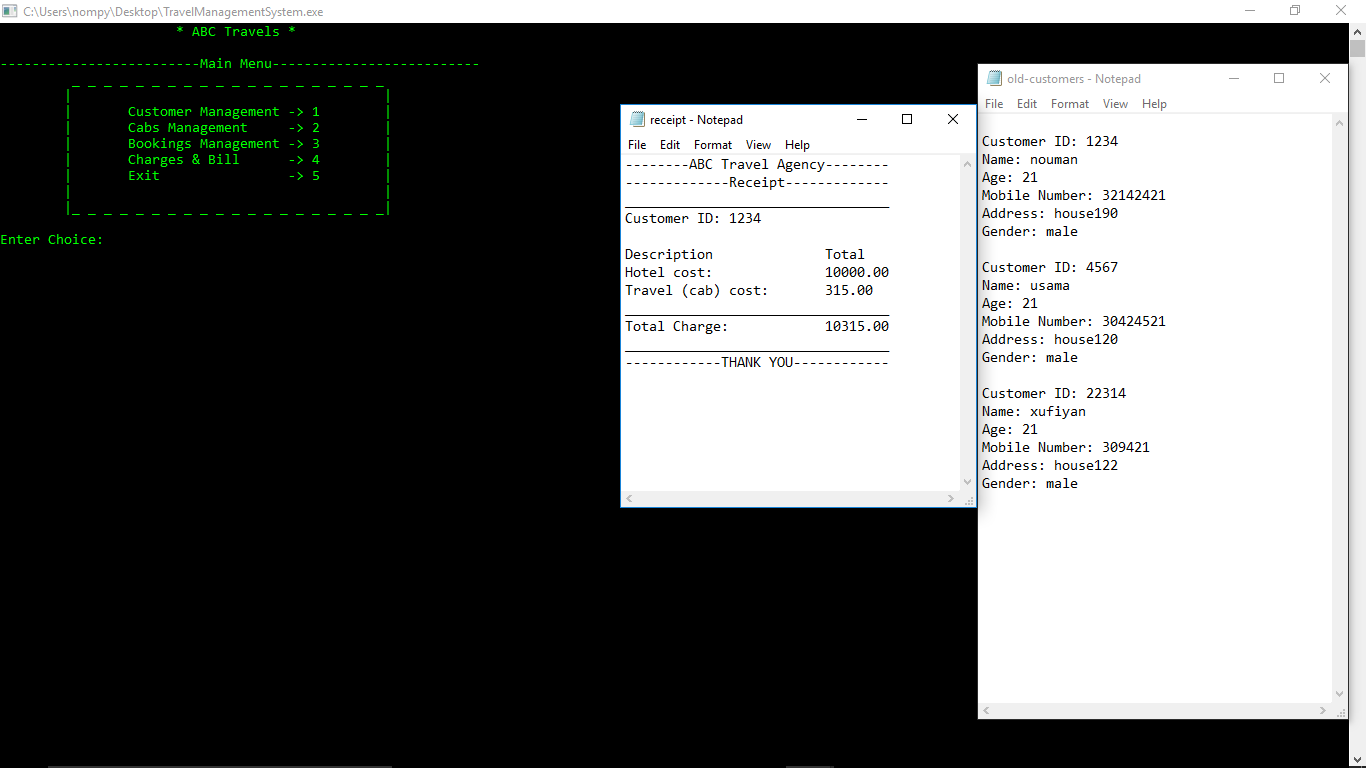 C:\Users\nompy\Desktop\TravelManagementSystem.exe
* ABC Travels *
-------------------------Main Menu--------------------------
Customer Management -> 1
Cabs Management -> 2
Bookings Management -> 3
Charges & Bill -> 4
Exit -> 5
Enter Choice:
receipt - Notepad
File Edit Format View Help
--------ABC Travel Agency--------
-------------Receipt-------------
_________________________________
Customer ID: 1234
Description Total
Hotel cost: 10000.00
Travel (cab) cost: 315.00
_________________________________
Total Charge: 10315.00
_________________________________
------------THANK YOU------------
old-customers - Notepad
File Edit Format View Help
Customer ID: 1234
Name: nouman
Age: 21
Mobile Number: 32142421
Address: house190
Gender: male
Customer ID: 4567
Name: usama
Age: 21
Mobile Number: 30424521
Address: house120
Gender: male
Customer ID: 22314
Name: xufiyan
Age: 21
Mobile Number: 309421
Address: house122
Gender: male